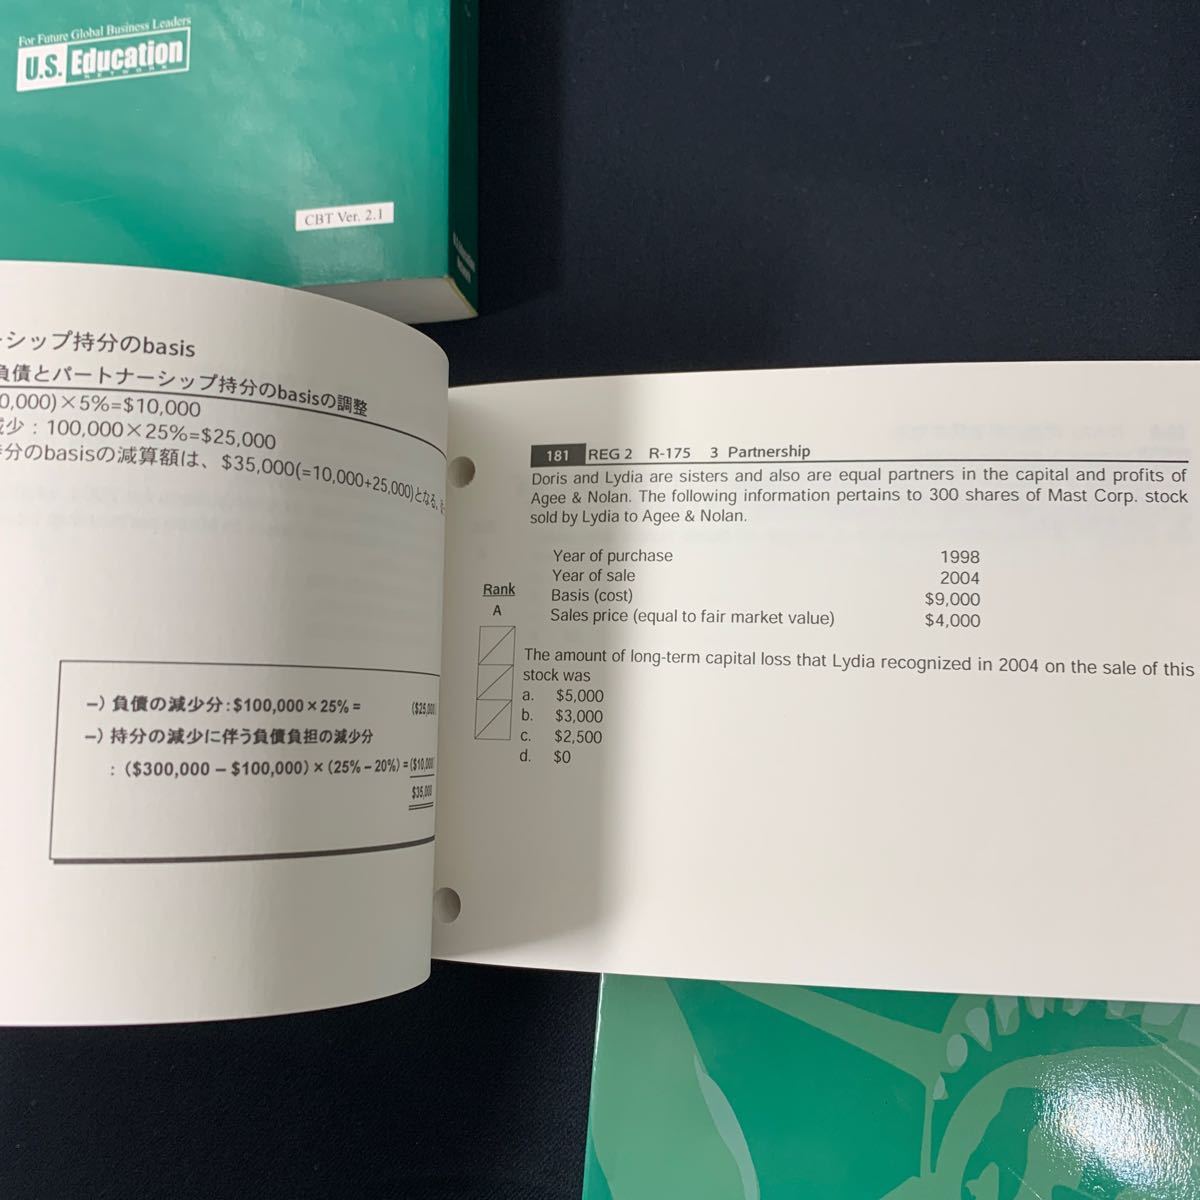 For Future Global Business Leaders
U.S. Education
NETWORK
CBT Ver. 2.1
シップ持分のbasis
負債とパートナーシップ持分のbasisの調整
0,000)×5%=$10,000
少：100,000×25%=$25,000
分のbasisの減算額は、$35,000(=10,000+25,000)となる。
-) 負債の減少分:$100,000×25% = ($25,000
-) 持分の減少に伴う負債負担の減少分
: ($300,000 – $100,000) × (25% – 20%) = ($10,000
$35,000
181 REG 2 R-175 3 Partnership
Doris and Lydia are sisters and also are equal partners in the capital and profits of
Agee & Nolan. The following information pertains to 300 shares of Mast Corp. stock
sold by Lydia to Agee & Nolan.
Year of purchase 1998
Year of sale 2004
Basis (cost) $9,000
Sales price (equal to fair market value) $4,000
Rank
A
The amount of long-term capital loss that Lydia recognized in 2004 on the sale of this
stock was
a. $5,000
b. $3,000
c. $2,500
d. $0